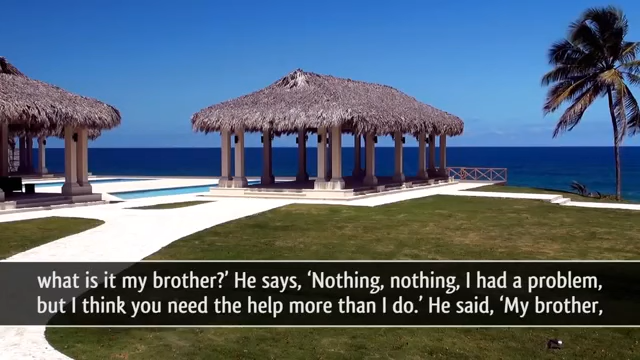 what is it my brother?’ He says, ‘Nothing, nothing, I had a problem,
but I think you need the help more than I do.’ He said, ‘My brother,